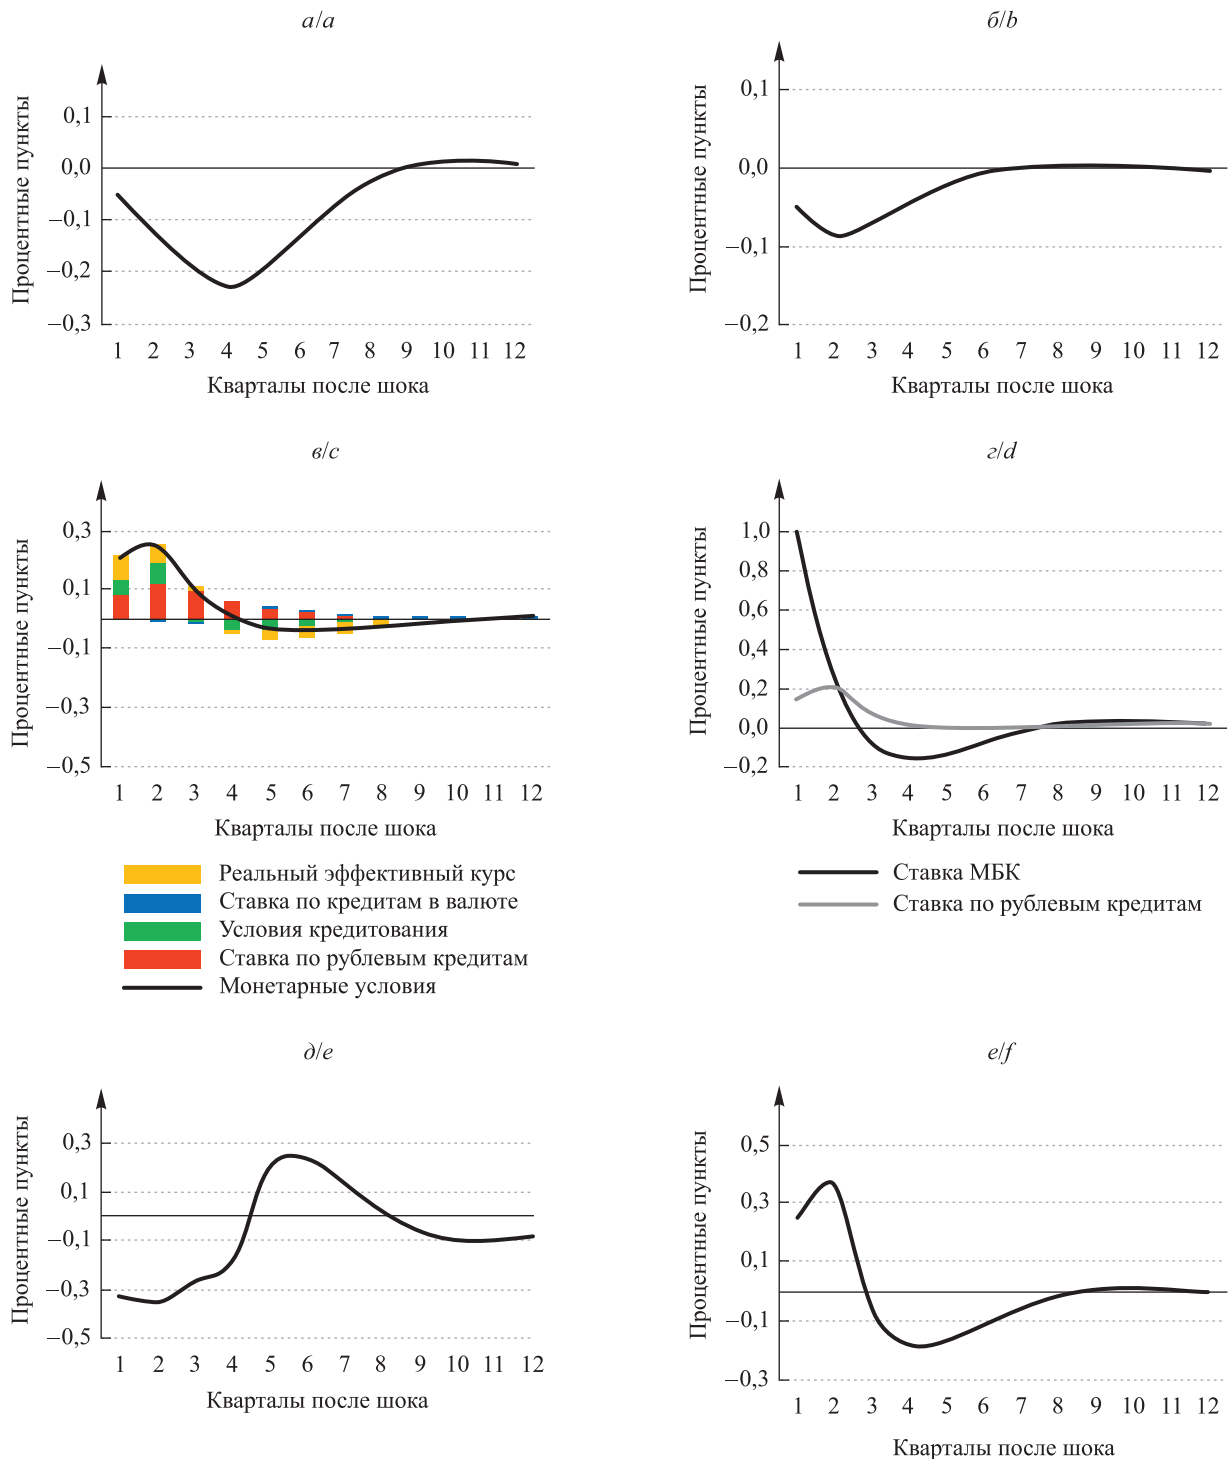 а/a
Процентные пункты
0,1
0,0
–0,1
–0,2
–0,3
1 2 3 4 5 6 7 8 9 10 11 12
Кварталы после шока
б/b
Процентные пункты
0,1
0,0
–0,1
–0,2
1 2 3 4 5 6 7 8 9 10 11 12
Кварталы после шока
в/c
Процентные пункты
0,3
0,1
–0,1
–0,3
–0,5
1 2 3 4 5 6 7 8 9 10 11 12
Кварталы после шока
Реальный эффективный курс
Ставка по кредитам в валюте
Условия кредитования
Ставка по рублевым кредитам
Монетарные условия
г/d
Процентные пункты
1,0
0,8
0,6
0,4
0,2
0,0
–0,2
1 2 3 4 5 6 7 8 9 10 11 12
Кварталы после шока
Ставка МБК
Ставка по рублевым кредитам
д/e
Процентные пункты
0,3
0,1
–0,1
–0,3
–0,5
1 2 3 4 5 6 7 8 9 10 11 12
Кварталы после шока
е/f
Процентные пункты
0,5
0,3
0,1
–0,1
–0,3
1 2 3 4 5 6 7 8 9 10 11 12
Кварталы после шока